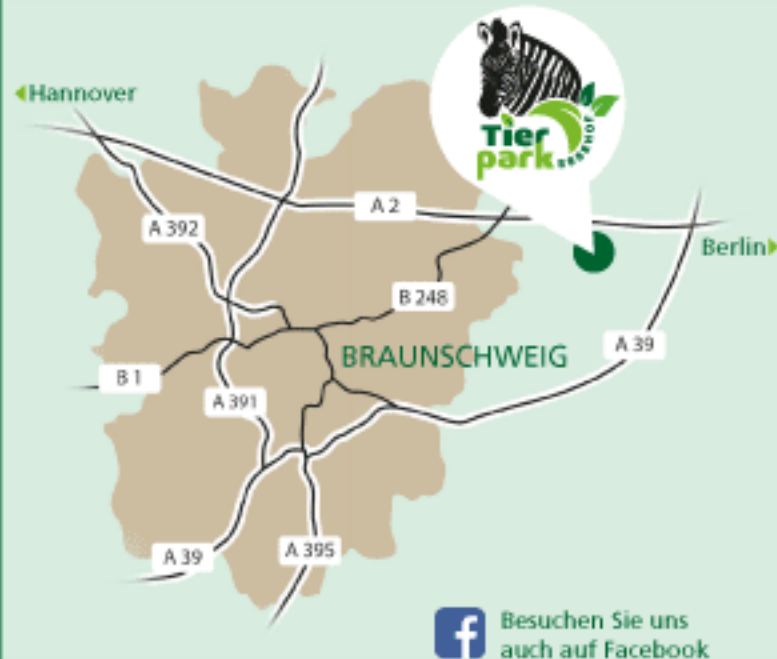 Hannover
Tier
park
ESSEHOF
A 2
A 392
Berlin
B 248
A 39
BRAUNSCHWEIG
B 1
A 391
A 39
A 395
Besuchen Sie uns
auch auf Facebook